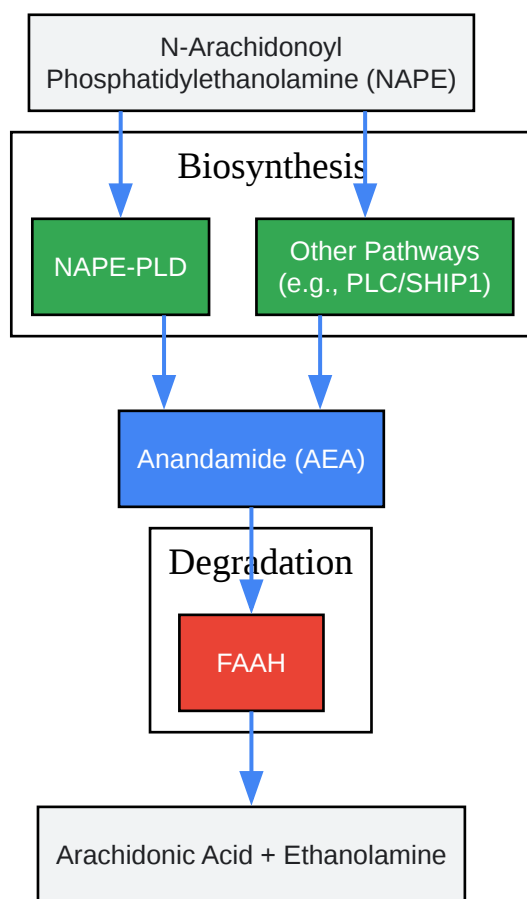 N-Arachidonoyl
Phosphatidylethanolamine (NAPE)
Biosynthesis
NAPE-PLD
Other Pathways
(e.g., PLC/SHIP1)
Anandamide (AEA)
Degradation
FAAH
Arachidonic Acid + Ethanolamine